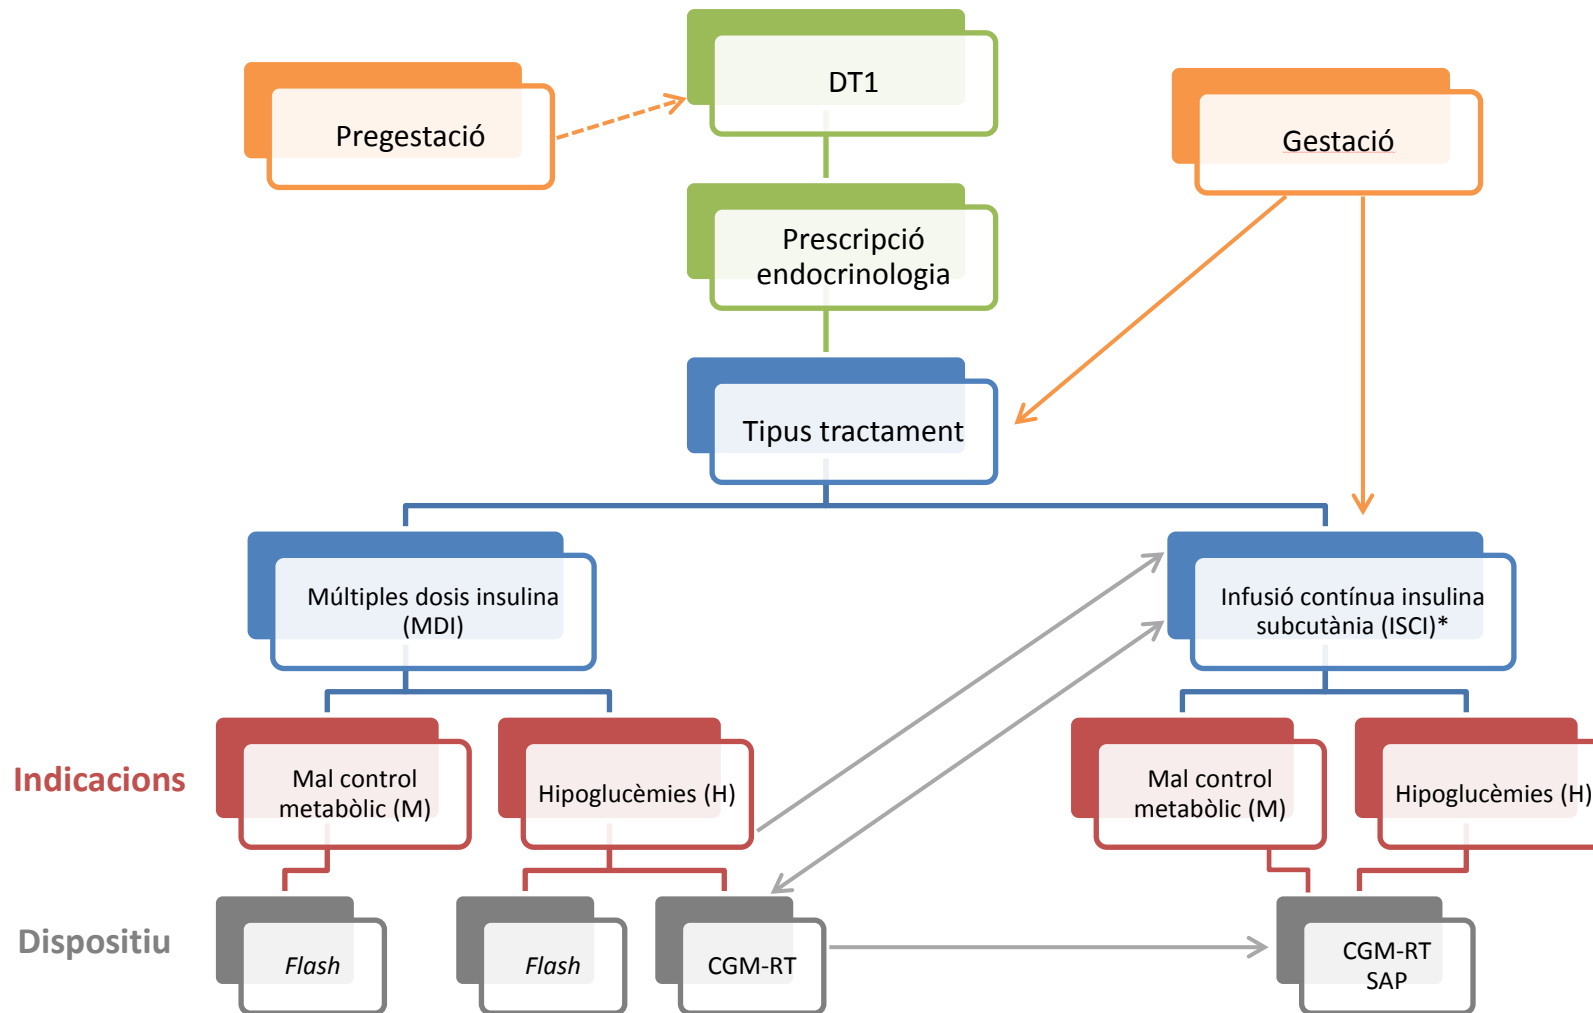 DT1
Pregestació
Gestació
Prescripció
endocrinologia
Tipus tractament
Múltiples dosis insulina
(MDI)
Infusió contínua insulina
subcutània (ISCI)*
Indicacions
Mal control
metabòlic (M)
Hipoglucèmies (H)
Mal control
metabòlic (M)
Hipoglucèmies (H)
Dispositiu
Flash
Flash
CGM-RT
CGM-RT
SAP